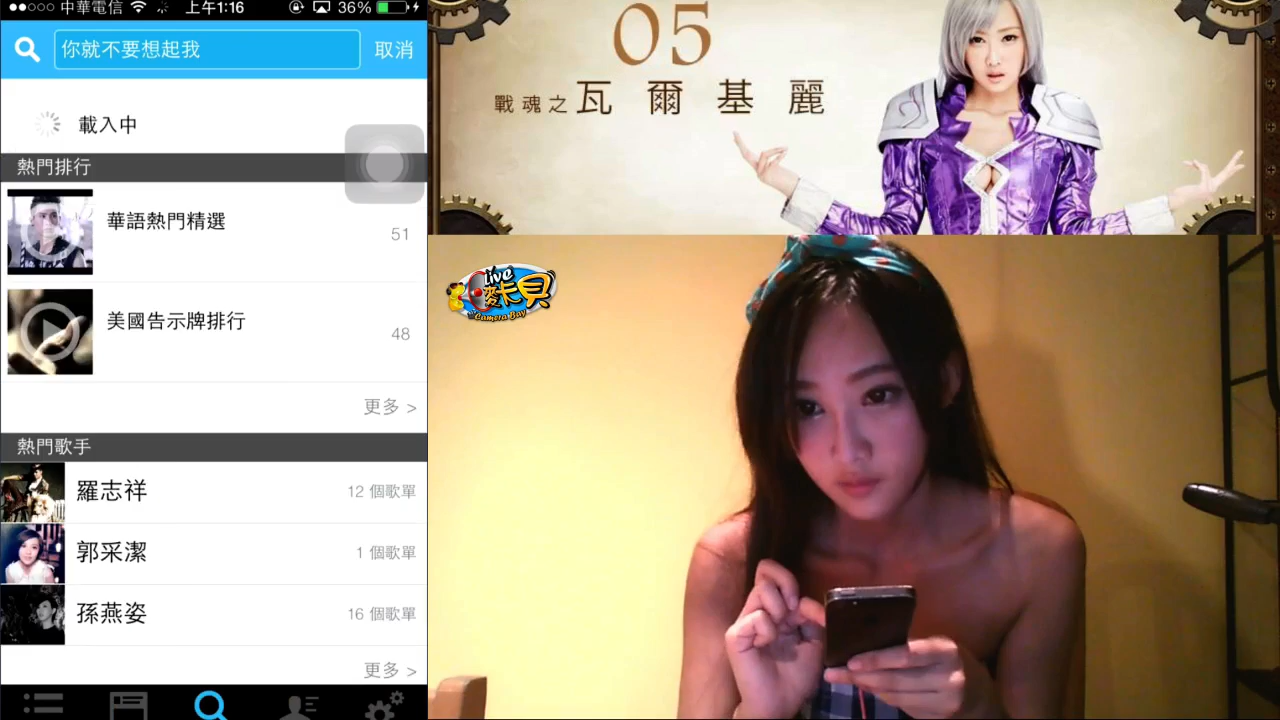 中華電信
上午1:16
36%
你就不要想起我
取消
載入中
熱門排行
華語熱門精選
51
美國告示牌排行
48
更多 >
熱門歌手
羅志祥
12 個歌單
郭采潔
1 個歌單
孫燕姿
16 個歌單
更多 >
05
戰魂之瓦爾基麗
live
麥卡貝
Camera Bay